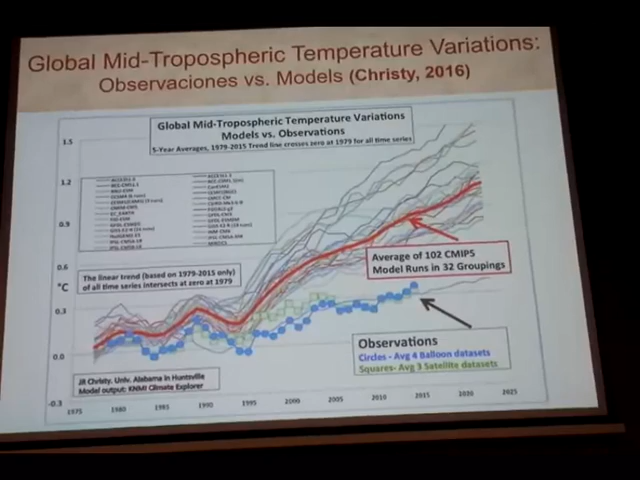 Global Mid-Tropospheric Temperature Variations:
Observaciones vs. Models (Christy, 2016)
Global Mid-Tropospheric Temperature Variations
Models vs. Observations
5-Year Averages, 1979-2015 Trend line crosses zero at 1979 for all time series
1.5
1.2
0.9
0.6
°C
0.3
0.0
-0.3
The linear trend (based on 1979-2015 only)
of all time series intersects at zero at 1979
Average of 102 CMIP5
Model Runs in 32 Groupings
Observations
Circles - Avg 4 Balloon datasets
Squares- Avg 3 Satellite datasets
JR Christy, Univ. Alabama in Huntsville
Model output: KNMI Climate Explorer
1975 1980 1985 1990 1995 2000 2005 2010 2015 2020 2025